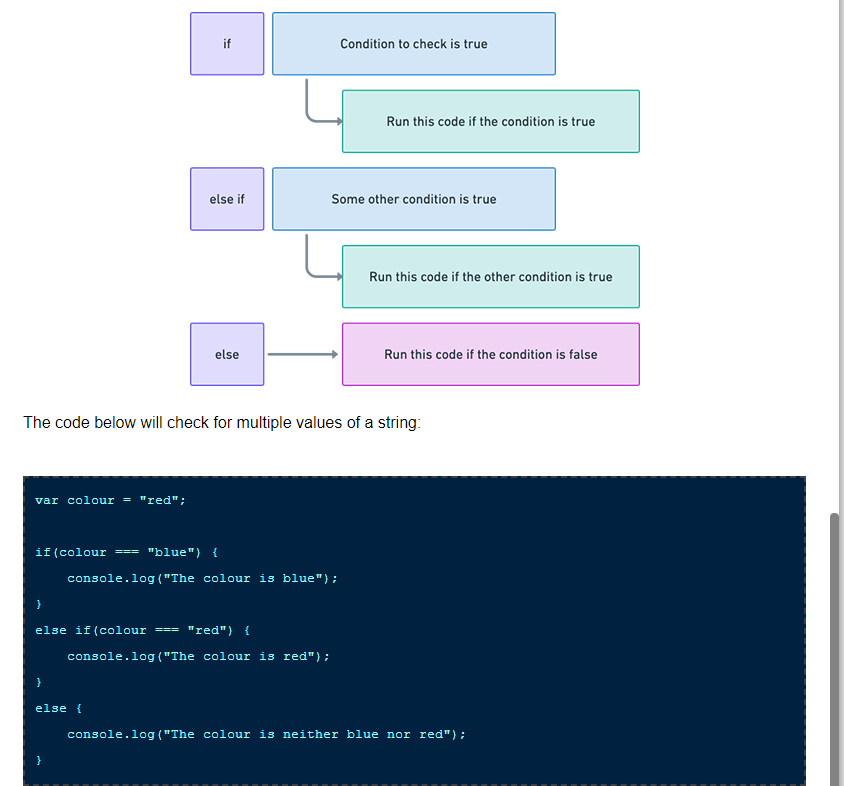 if
Condition to check is true
Run this code if the condition is true
else if
Some other condition is true
Run this code if the other condition is true
else
Run this code if the condition is false
The code below will check for multiple values of a string:
var colour = "red";
if(colour === "blue") {
    console.log("The colour is blue");
}
else if(colour === "red") {
    console.log("The colour is red");
}
else {
    console.log("The colour is neither blue nor red");
}